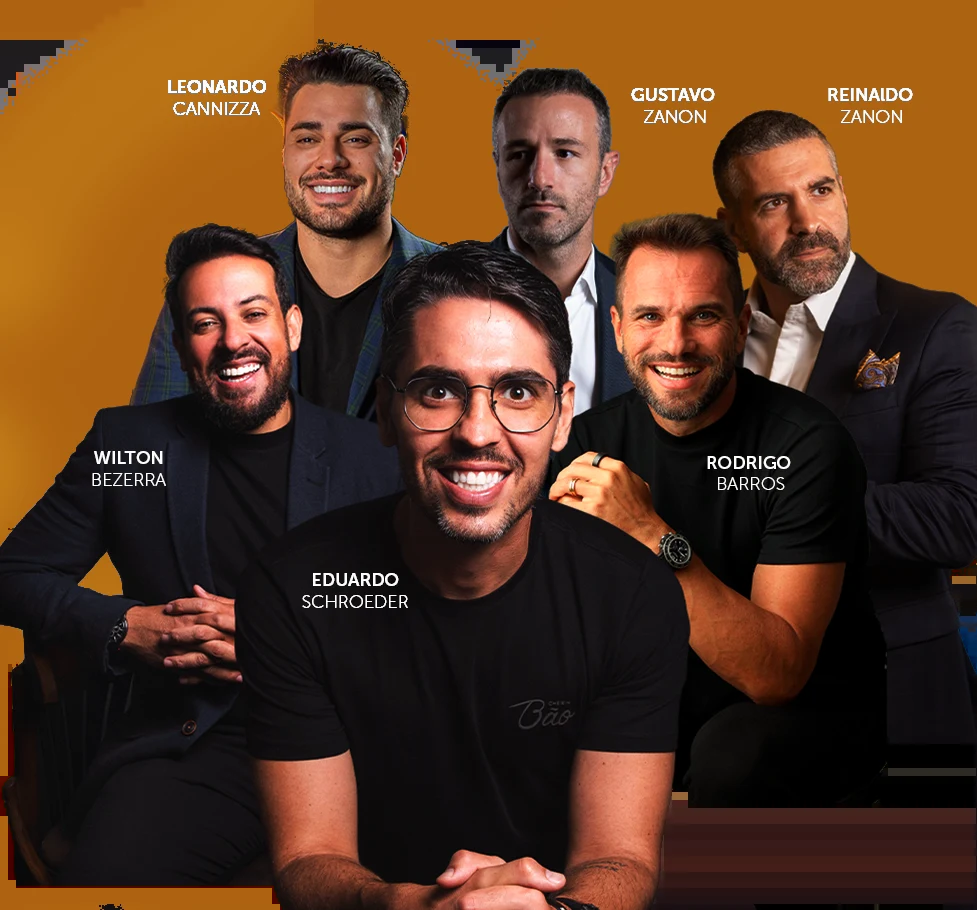 LEONARDO
CANNIZZA
GUSTAVO
ZANON
REINAIDO
ZANON
WILTON
BEZERRA
RODRIGO
BARROS
EDUARDO
SCHROEDER
Bão